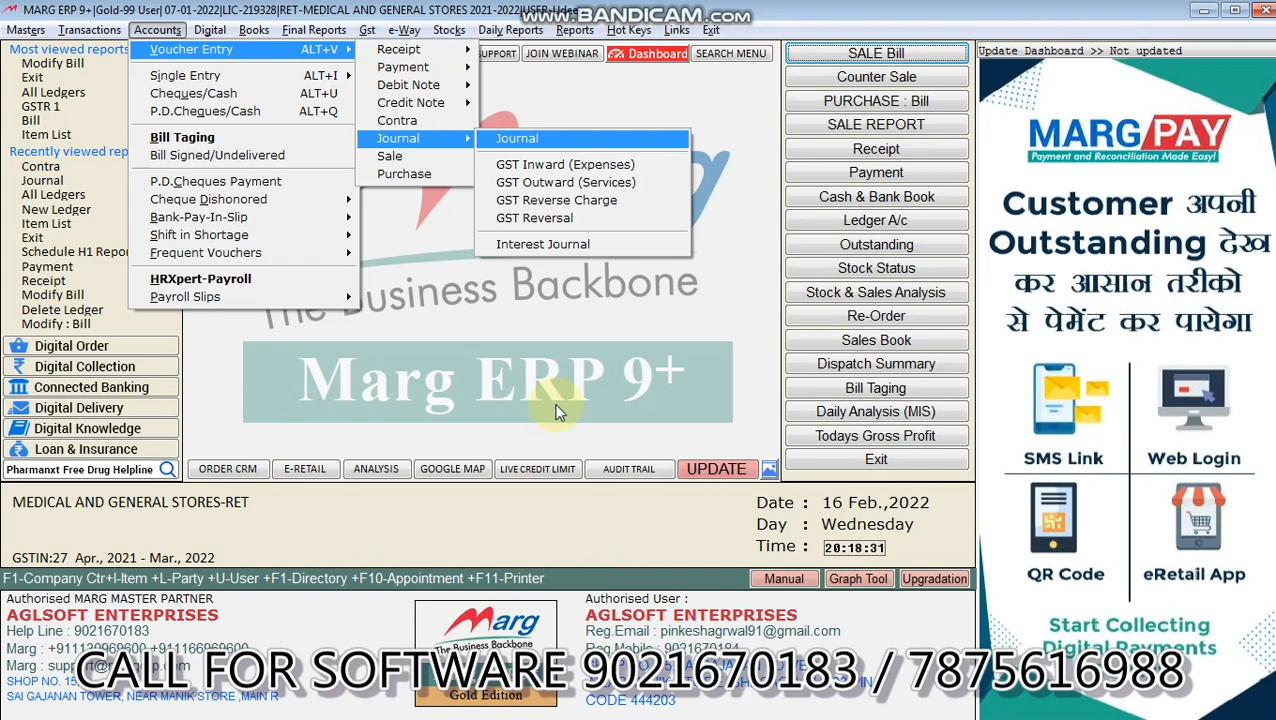 MARG ERP 9+|Gold-99 User| 07-01-2022|LIC-219328|RET-MEDICAL AND GENERAL STORES 2021-2022|USER-Udee
www.BANDICAM.com
Masters Transactions Accounts Digital Books Final Reports Gst e-Way Stocks Daily Reports Reports Hot Keys Links Exit
Most viewed reports
Modify Bill
Exit
All Ledgers
GSTR 1
Bill
Item List
Recently viewed rep
Contra
Journal
All Ledgers
New Ledger
Item List
Exit
Schedule H1 Repo
Payment
Receipt
Modify Bill
Delete Ledger
Modify : Bill
Digital Order
Digital Collection
Connected Banking
Digital Delivery
Digital Knowledge
Loan & Insurance
Pharmanxt Free Drug Helpline
Voucher Entry ALT+V
Single Entry ALT+I
Cheques/Cash ALT+U
P.D.Cheques/Cash ALT+Q
Bill Taging
Bill Signed/Undelivered
P.D.Cheques Payment
Cheque Dishonored
Bank-Pay-In-Slip
Shift in Shortage
Frequent Vouchers
HRXpert-Payroll
Payroll Slips
Receipt
Payment
Debit Note
Credit Note
Contra
Journal
Sale
Purchase
Journal
GST Inward (Expenses)
GST Outward (Services)
GST Reverse Charge
GST Reversal
Interest Journal
SUPPORT JOIN WEBINAR Dashboard SEARCH MENU
The Business Backbone
Marg ERP 9+
ORDER CRM E-RETAIL ANALYSIS GOOGLE MAP LIVE CREDIT LIMIT AUDIT TRAIL UPDATE
SALE Bill
Counter Sale
PURCHASE : Bill
SALE REPORT
Receipt
Payment
Cash & Bank Book
Ledger A/c
Outstanding
Stock Status
Stock & Sales Analysis
Re-Order
Sales Book
Dispatch Summary
Bill Taging
Daily Analysis (MIS)
Todays Gross Profit
Exit
Update Dashboard >> Not updated
MARG PAY
Payment and Reconciliation Made Easy!
Customer अपनी
Outstanding देख
कर आसान तरीको
से पेमेंट कर पायेगा
SMS Link Web Login
QR Code eRetail App
Start Collecting
Digital Payments
MEDICAL AND GENERAL STORES-RET
GSTIN:27 Apr., 2021 - Mar., 2022
Date : 16 Feb.,2022
Day : Wednesday
Time : 20:18:31
F1-Company Ctr+I-Item +L-Party +U-User +F1-Directory +F10-Appointment +F11-Printer
Manual Graph Tool Upgradation
Authorised MARG MASTER PARTNER
AGLSOFT ENTERPRISES
Help Line : 9021670183
SHOP NO. 15,
SAI GAJANAN TOWER, NEAR MANIK STORE ,MAIN R
Marg
The Business Backbone
Gold Edition
Authorised User :
AGLSOFT ENTERPRISES
Reg.Email : pinkeshagrwal91@gmail.com
CODE 444203
CALL FOR SOFTWARE 9021670183 / 7875616988